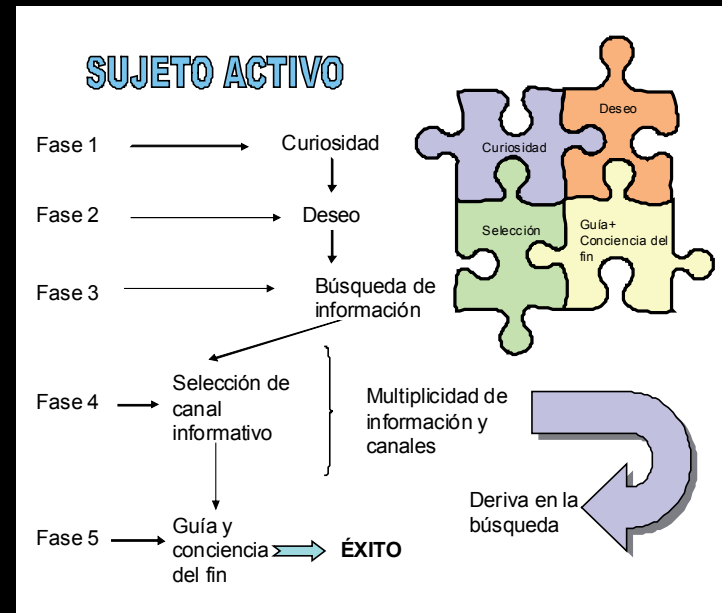 SUJETO ACTIVO
Fase 1
Curiosidad
Fase 2
Deseo
Fase 3
Búsqueda de
información
Fase 4
Selección de
canal
informativo
Multiplicidad de
información y
canales
Deriva en la
búsqueda
Fase 5
Guía y
conciencia
del fin
ÉXITO
Curiosidad
Deseo
Selección
Guía+
Conciencia del
fin